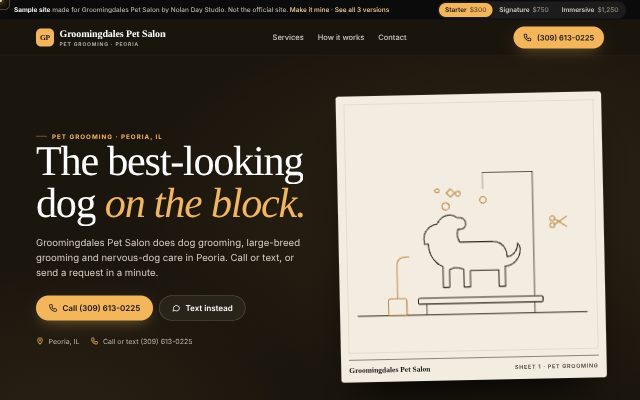 Sample site made for Groomingdales Pet Salon by Nolan Day Studio. Not the official site. Make it mine · See all 3 versions
Starter $300 Signature $750 Immersive $1,250
GP Groomingdales Pet Salon
PET GROOMING · PEORIA
Services How it works Contact
(309) 613-0225
PET GROOMING · PEORIA, IL
The best-looking
dog on the block.
Groomingdales Pet Salon does dog grooming, large-breed
grooming and nervous-dog care in Peoria. Call or text, or
send a request in a minute.
Call (309) 613-0225 Text instead
Peoria, IL Call or text (309) 613-0225
Groomingdales Pet Salon SHEET 1 · PET GROOMING